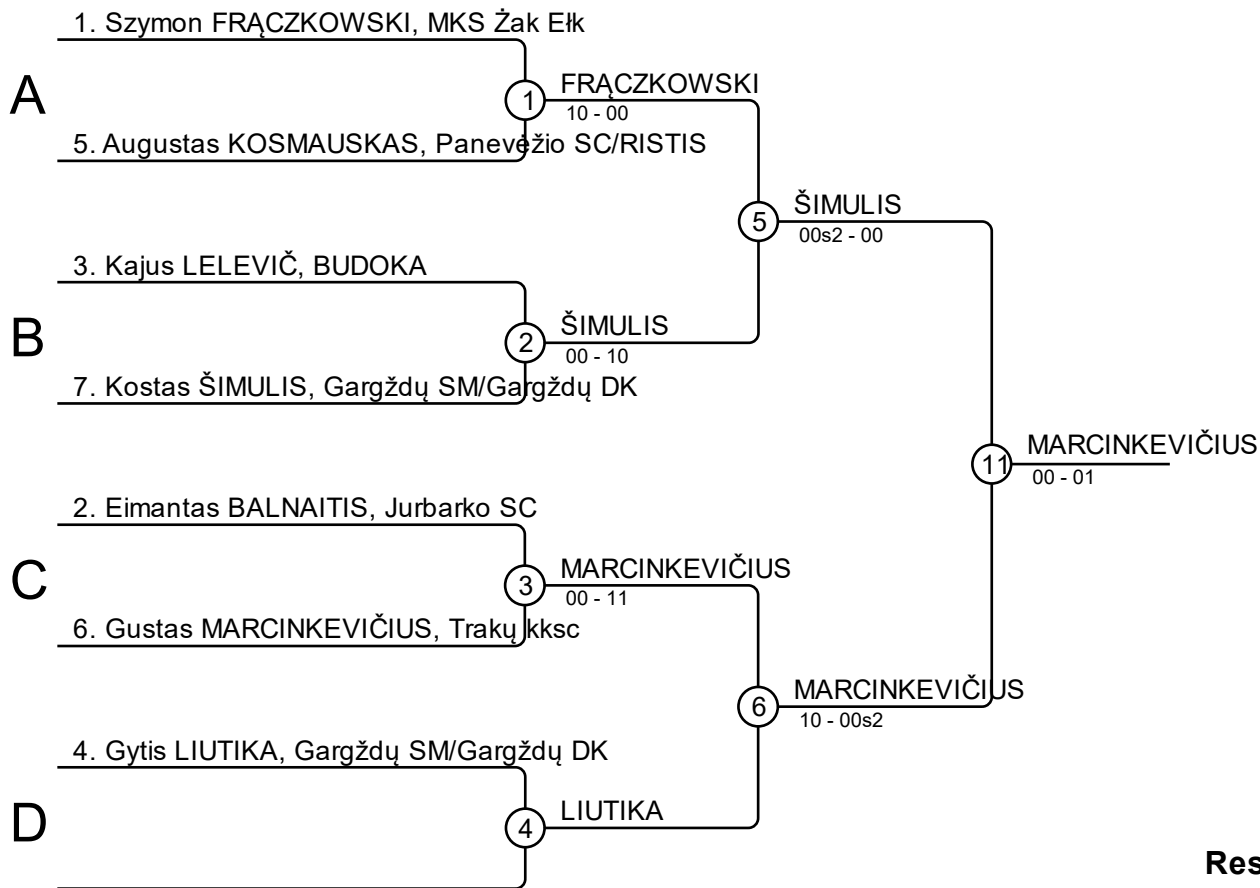 1. Szymon FRĄCZKOWSKI, MKS Żak Ełk
A
1
FRĄCZKOWSKI
10 - 00
5. Augustas KOSMAUSKAS, Panevėžio SC/RISTIS
5
ŠIMULIS
00s2 - 00
3. Kajus LELEVIČ, BUDOKA
B
2
ŠIMULIS
00 - 10
7. Kostas ŠIMULIS, Gargždų SM/Gargždų DK
11
MARCINKEVIČIUS
00 - 01
2. Eimantas BALNAITIS, Jurbarko SC
C
3
MARCINKEVIČIUS
00 - 11
6. Gustas MARCINKEVIČIUS, Trakų kksc
6
MARCINKEVIČIUS
10 - 00s2
4. Gytis LIUTIKA, Gargždų SM/Gargždų DK
D
4
LIUTIKA
Res